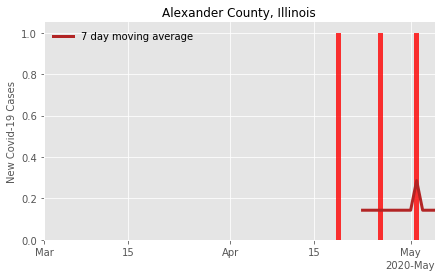 Alexander County, Illinois
7 day moving average
New Covid-19 Cases
1.0
0.8
0.6
0.4
0.2
0.0
Mar 15 Apr 15 May
2020-May